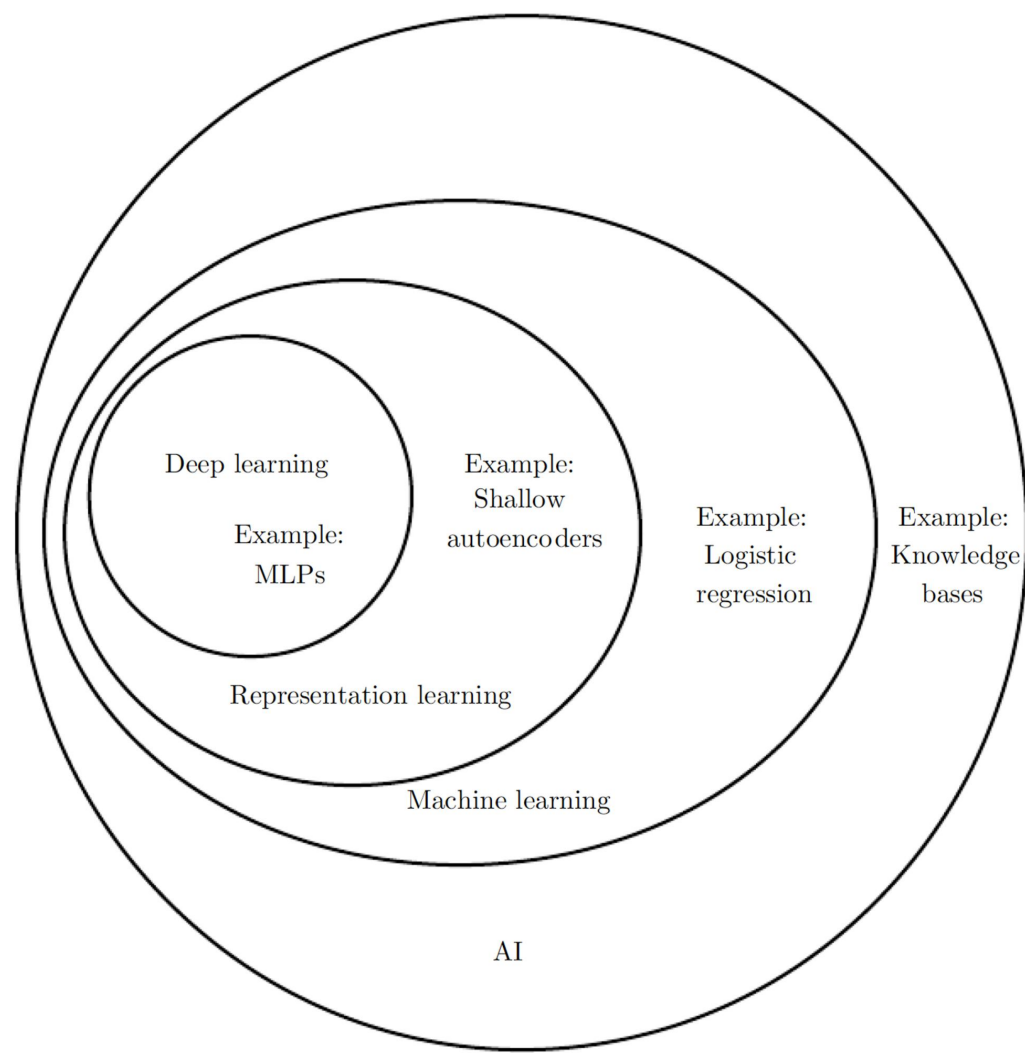 Deep learning
Example:
MLPs
Example:
Shallow
autoencoders
Example:
Logistic
regression
Example:
Knowledge
bases
Representation learning
Machine learning
AI